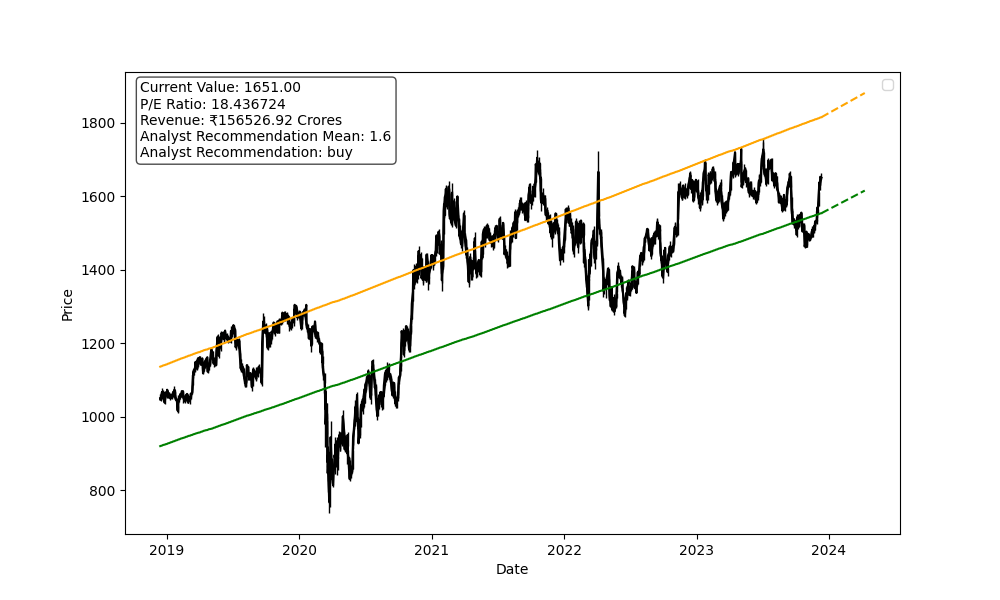 Current Value: 1651.00
P/E Ratio: 18.436724
Revenue: ₹156526.92 Crores
Analyst Recommendation Mean: 1.6
Analyst Recommendation: buy
1800
1600
1400
1200
1000
800
Price
2019 2020 2021 2022 2023 2024
Date